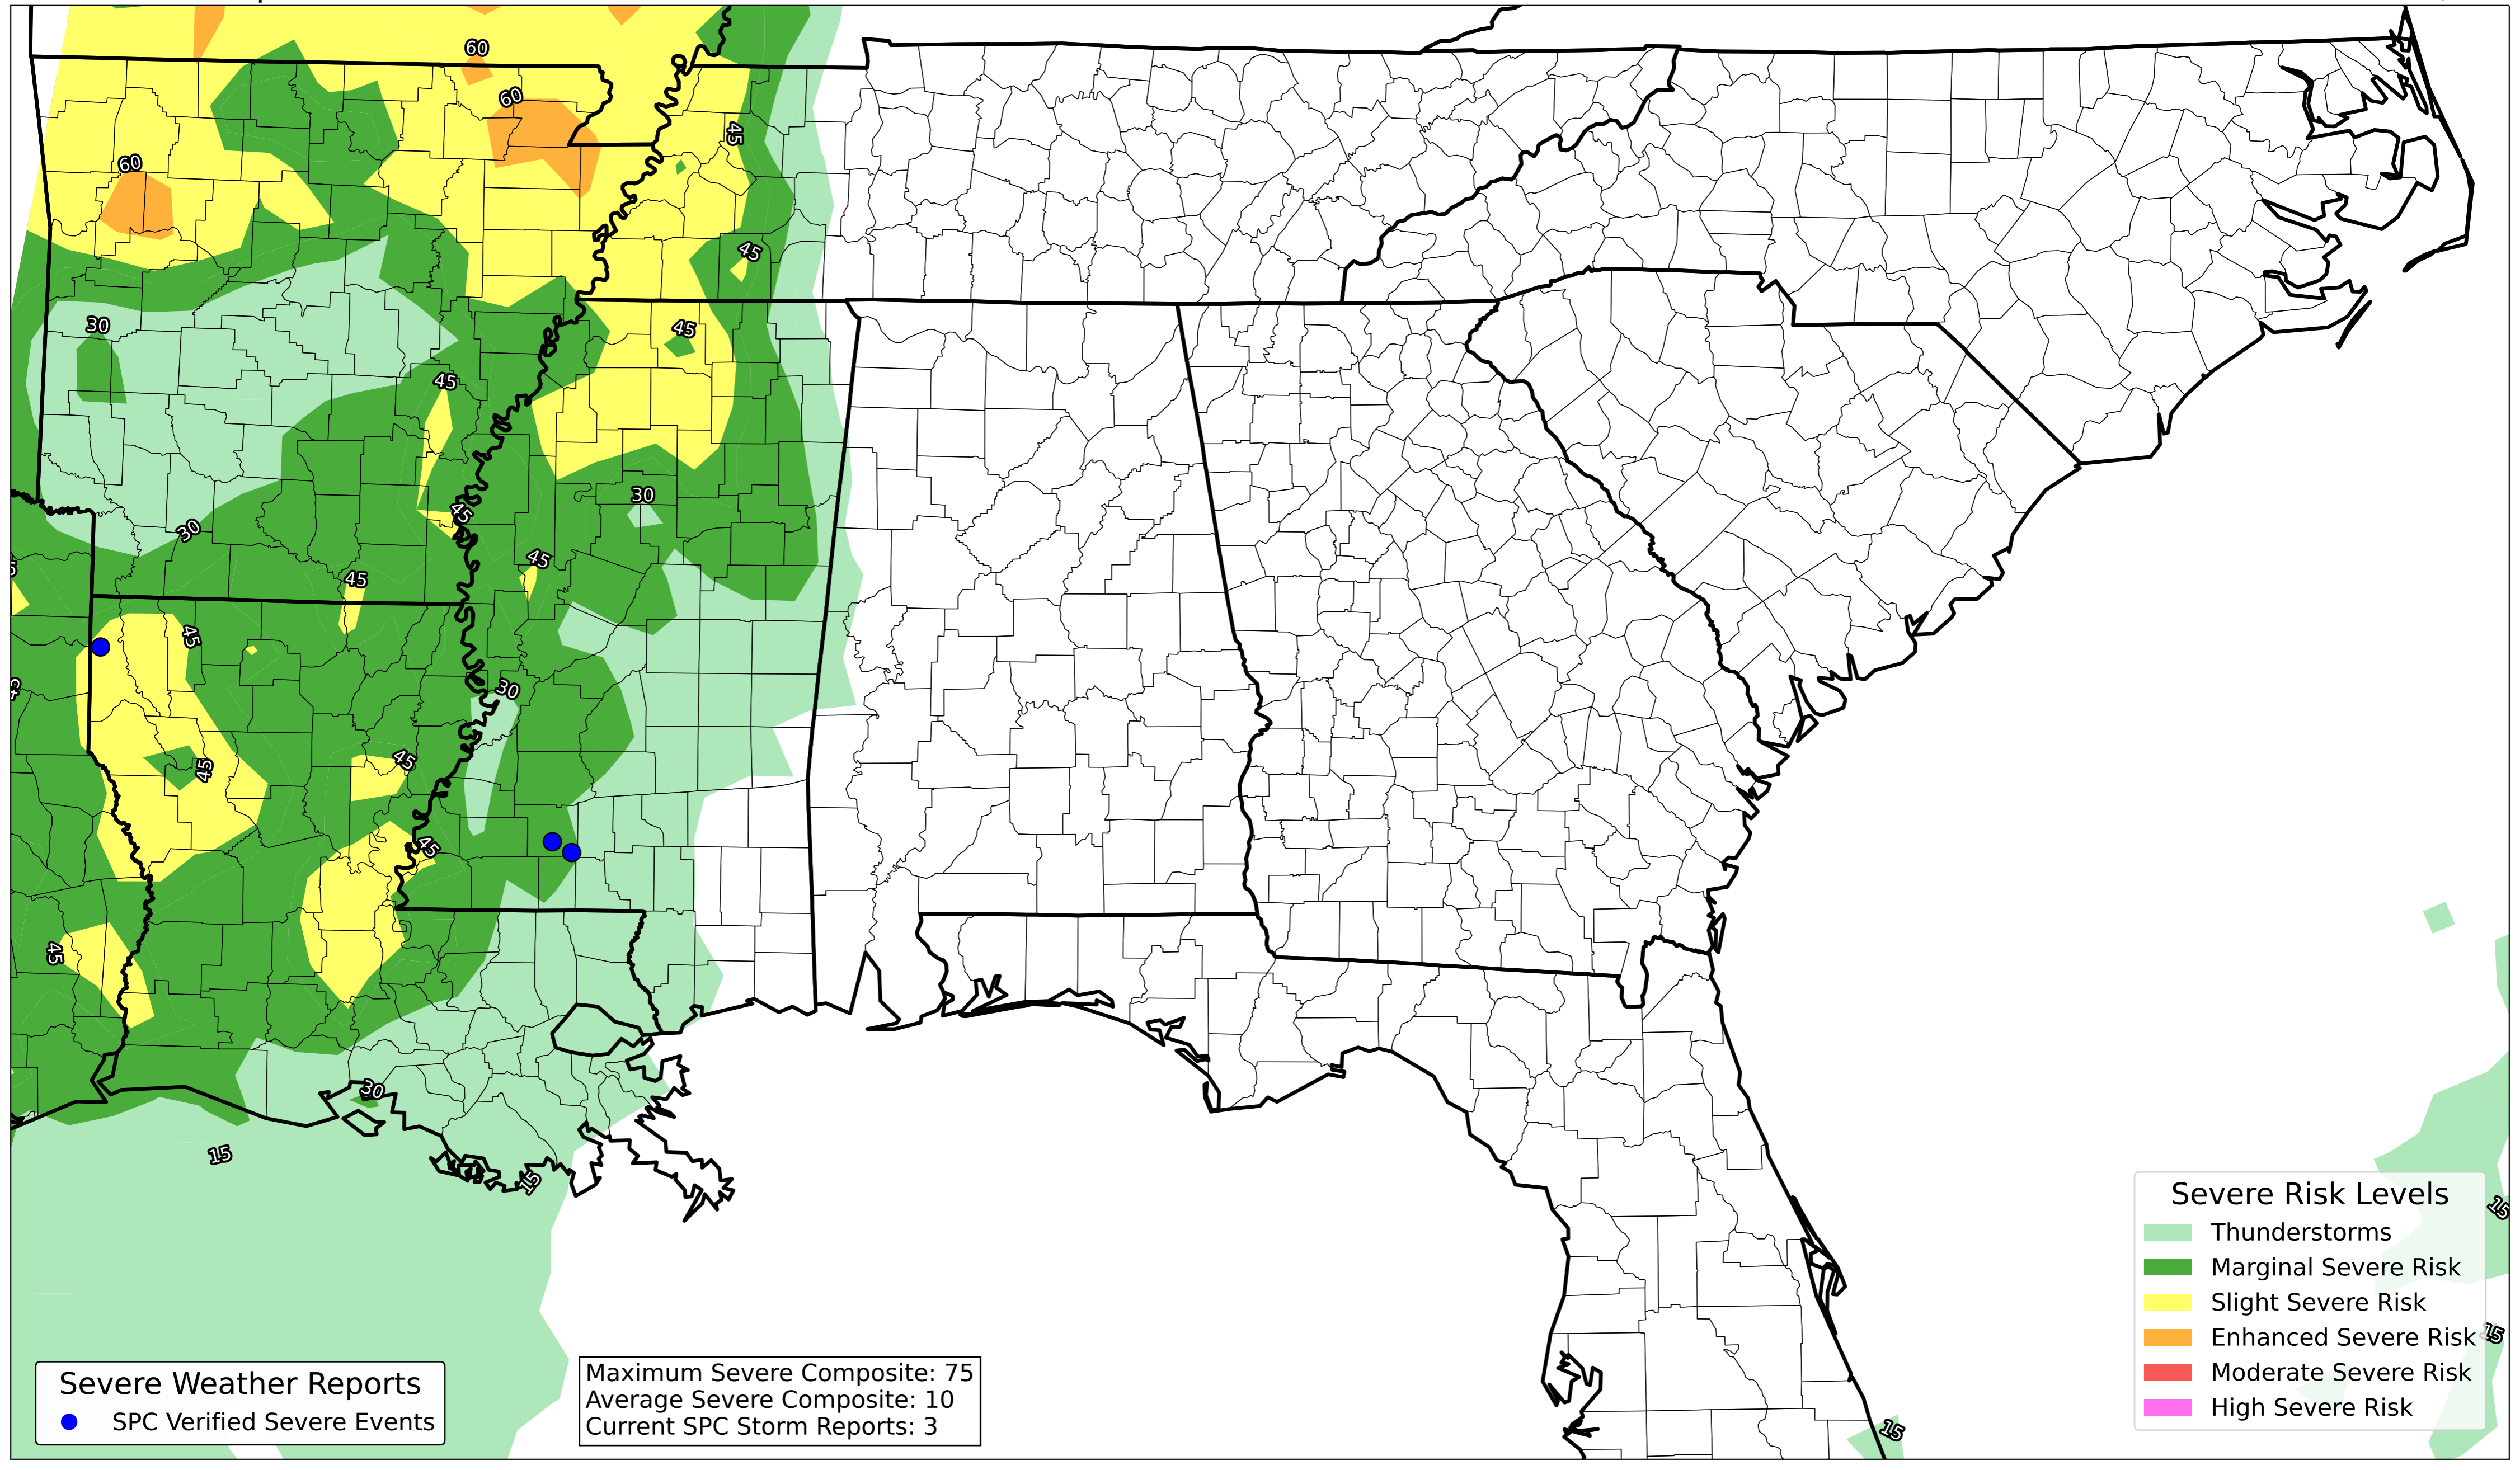 60
60
45
60
45
30
45
45
30
30
45
45
45
45
30
45
45
45
45
45
30
15
15
15
15
15
Severe Risk Levels
Thunderstorms
Marginal Severe Risk
Slight Severe Risk
Enhanced Severe Risk
Moderate Severe Risk
High Severe Risk
Severe Weather Reports
SPC Verified Severe Events
Maximum Severe Composite: 75
Average Severe Composite: 10
Current SPC Storm Reports: 3